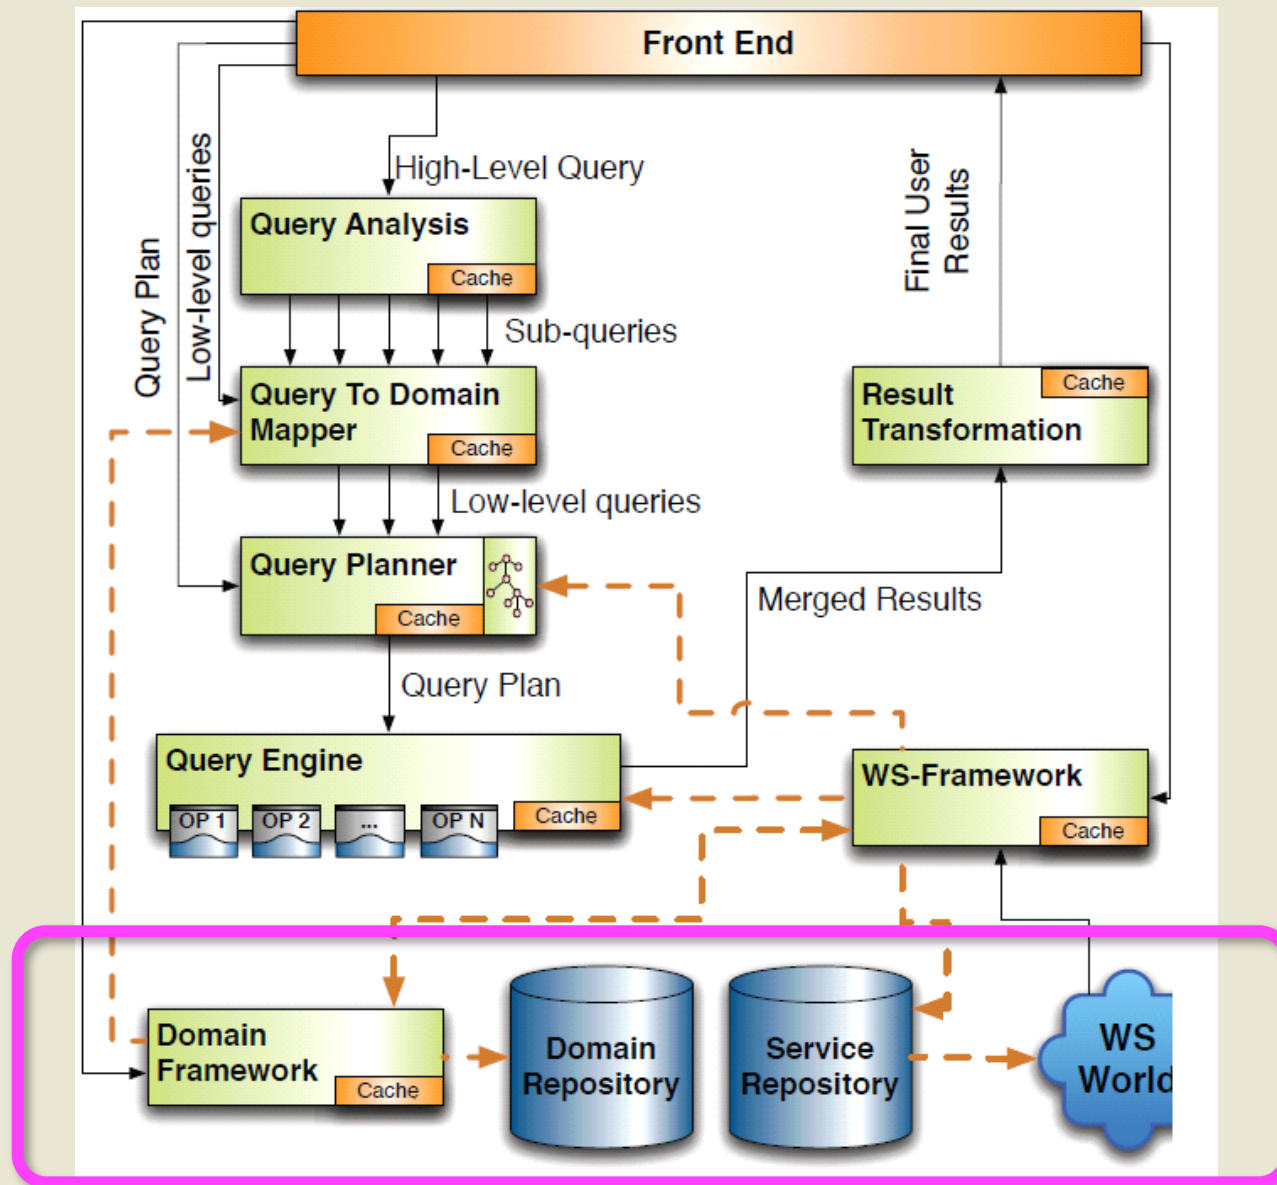 Front End
High-Level Query
Query Plan
Low-level queries
Final User
Results
Query Analysis
Cache
Sub-queries
Query To Domain
Mapper
Cache
Result
Transformation
Cache
Low-level queries
Query Planner
Cache
Merged Results
Query Plan
Query Engine
OP 1
OP 2
...
OP N
Cache
WS-Framework
Cache
Domain
Framework
Cache
Domain
Repository
Service
Repository
WS
World